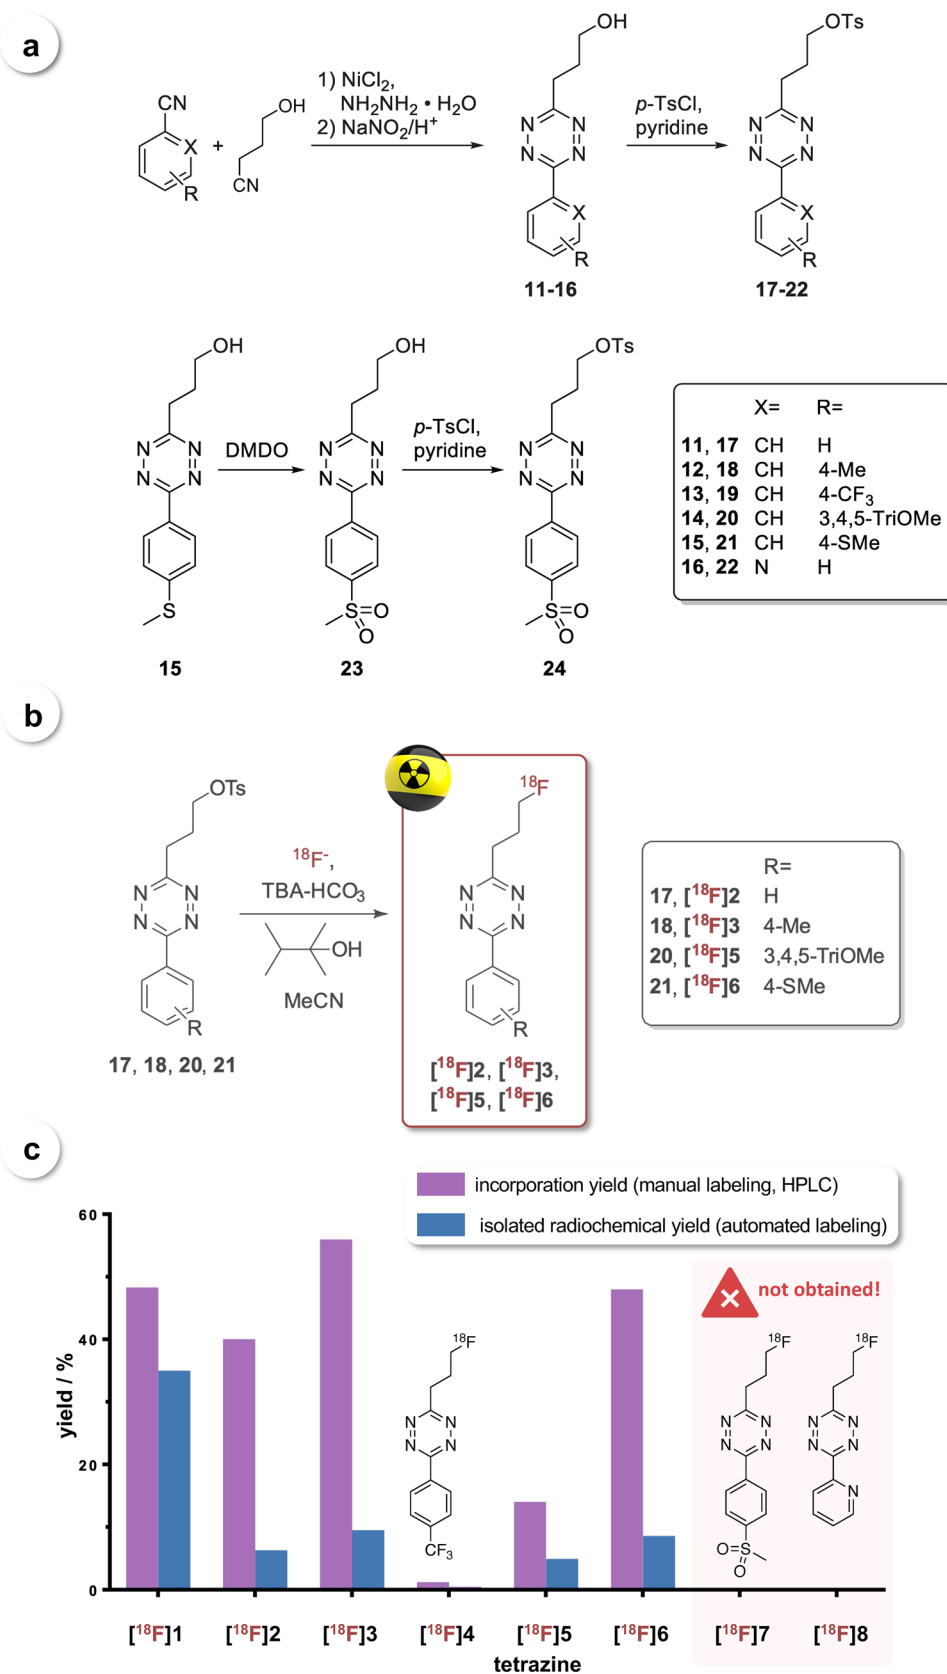 a
OH
OTs
1) NiCl2,
NH2NH2 • H2O
2) NaNO2/H+
p-TsCl,
pyridine
CN
OH
X
+
R
CN
N N
N N
X
R
N N
N N
X
R
11-16
17-22
OH
OH
OTs
DMDO
p-TsCl,
pyridine
N N
N N
N N
N N
N N
N N
S
S=O
O
S=O
O
15
23
24
X= R=
11, 17 CH H
12, 18 CH 4-Me
13, 19 CH 4-CF3
14, 20 CH 3,4,5-TriOMe
15, 21 CH 4-SMe
16, 22 N H
b
OTs
18F
18F-,
TBA-HCO3
OH
MeCN
N N
N N
N N
N N
R
R
17, 18, 20, 21
[18F]2, [18F]3,
[18F]5, [18F]6
R=
17, [18F]2 H
18, [18F]3 4-Me
20, [18F]5 3,4,5-TriOMe
21, [18F]6 4-SMe
c
incorporation yield (manual labeling, HPLC)
isolated radiochemical yield (automated labeling)
60
40
20
0
yield / %
not obtained!
18F
N N
N N
CF3
18F
N N
N N
O=S
O
18F
N N
N N
N
[18F]1 [18F]2 [18F]3 [18F]4 [18F]5 [18F]6 [18F]7 [18F]8
tetrazine